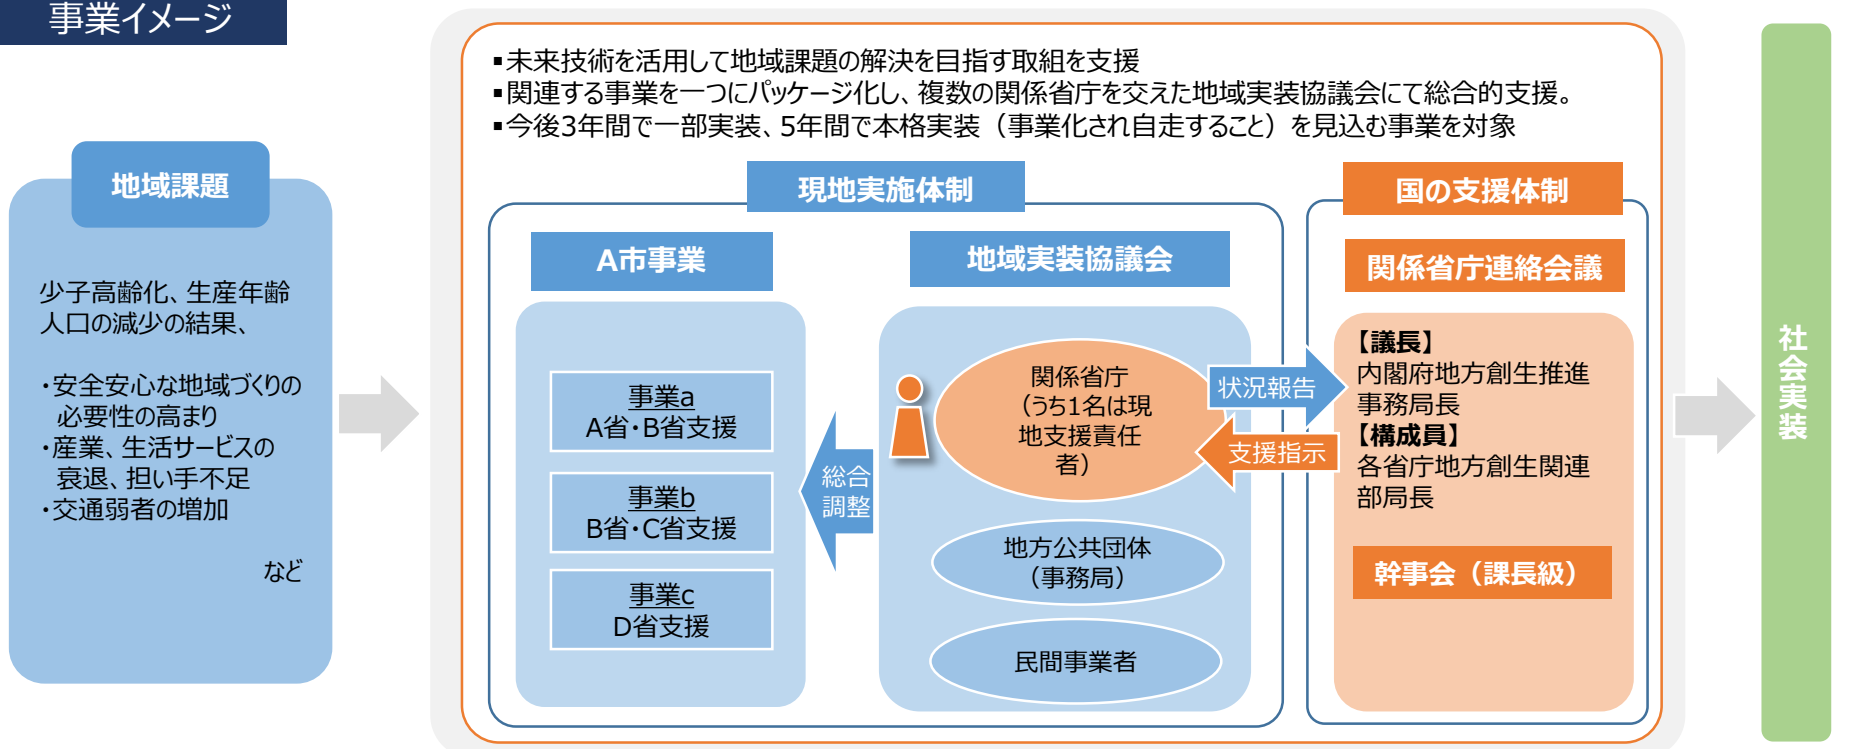 事業イメージ
▪未来技術を活用して地域課題の解決を目指す取組を支援
▪関連する事業を一つにパッケージ化し、複数の関係省庁を交えた地域実装協議会にて総合的支援。
▪今後3年間で一部実装、5年間で本格実装（事業化され自走すること）を見込む事業を対象
地域課題
少子高齢化、生産年齢
人口の減少の結果、
・安全安心な地域づくりの
必要性の高まり
・産業、生活サービスの
衰退、担い手不足
・交通弱者の増加
など
現地実施体制
A市事業
事業a
A省・B省支援
事業b
B省・C省支援
事業c
D省支援
総合
調整
地域実装協議会
関係省庁
（うち1名は現
地支援責任
者）
地方公共団体
（事務局）
民間事業者
状況報告
支援指示
国の支援体制
関係省庁連絡会議
【議長】
内閣府地方創生推進
事務局長
【構成員】
各省庁地方創生関連
部局長
幹事会（課長級）
社会実装